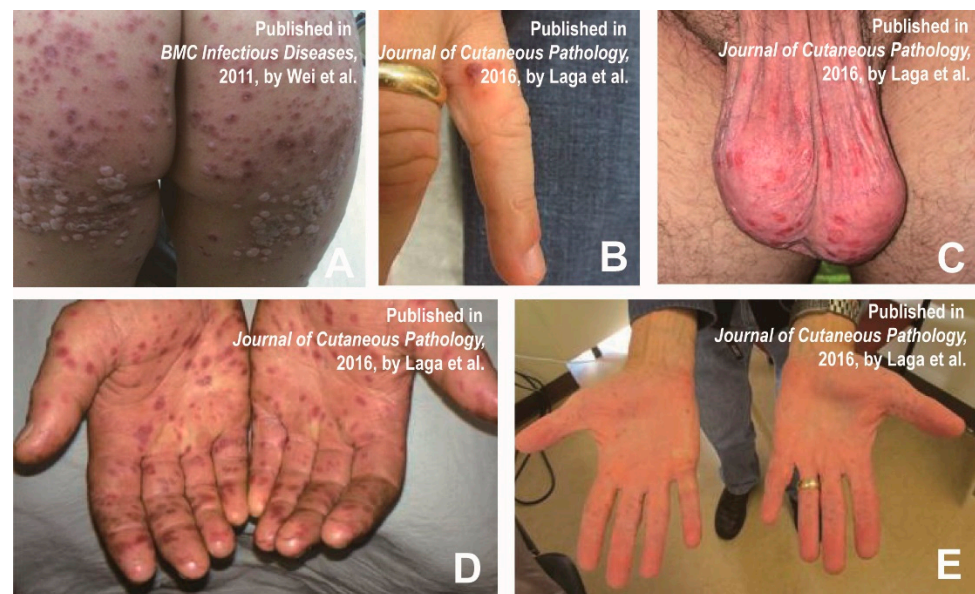 Published in
BMC Infectious Diseases,
2011, by Wei et al.
A
Published in
Journal of Cutaneous Pathology,
2016, by Laga et al.
B
Published in
Journal of Cutaneous Pathology,
2016, by Laga et al.
C
Published in
Journal of Cutaneous Pathology,
2016, by Laga et al.
D
Published in
Journal of Cutaneous Pathology,
2016, by Laga et al.
E